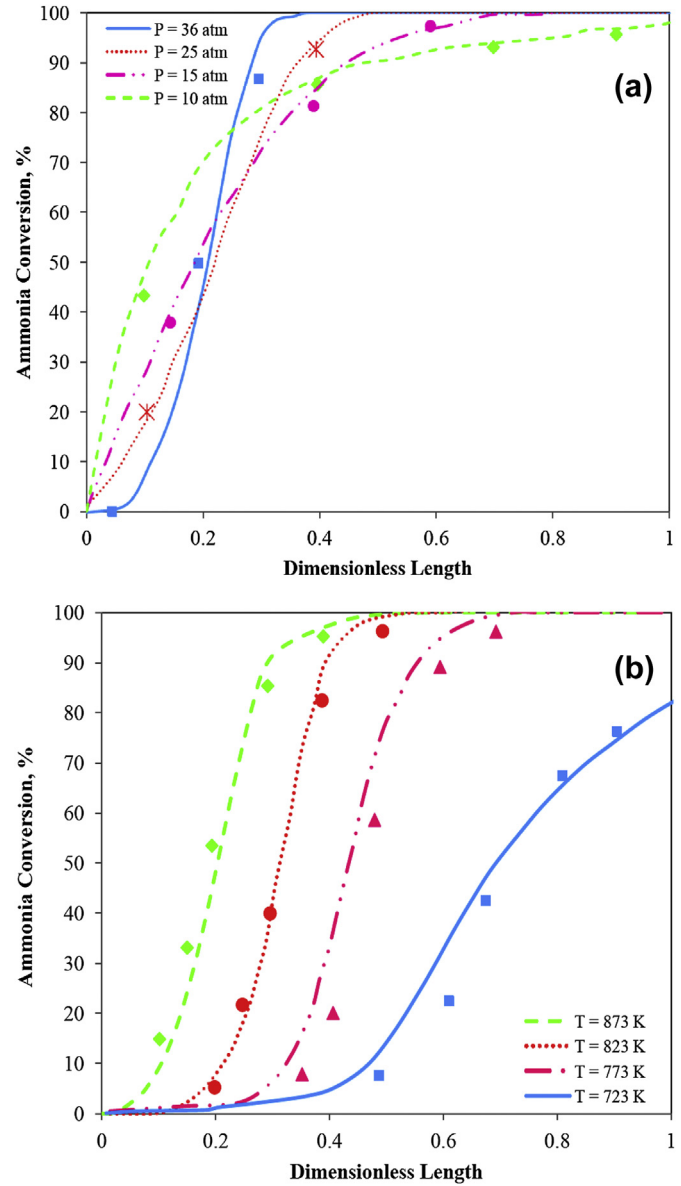 100
90
80
70
60
50
40
30
20
10
0
Ammonia Conversion, %
P = 36 atm
P = 25 atm
P = 15 atm
P = 10 atm
(a)
0 0.2 0.4 0.6 0.8 1
Dimensionless Length
100
90
80
70
60
50
40
30
20
10
0
Ammonia Conversion, %
(b)
T = 873 K
T = 823 K
T = 773 K
T = 723 K
0 0.2 0.4 0.6 0.8 1
Dimensionless Length